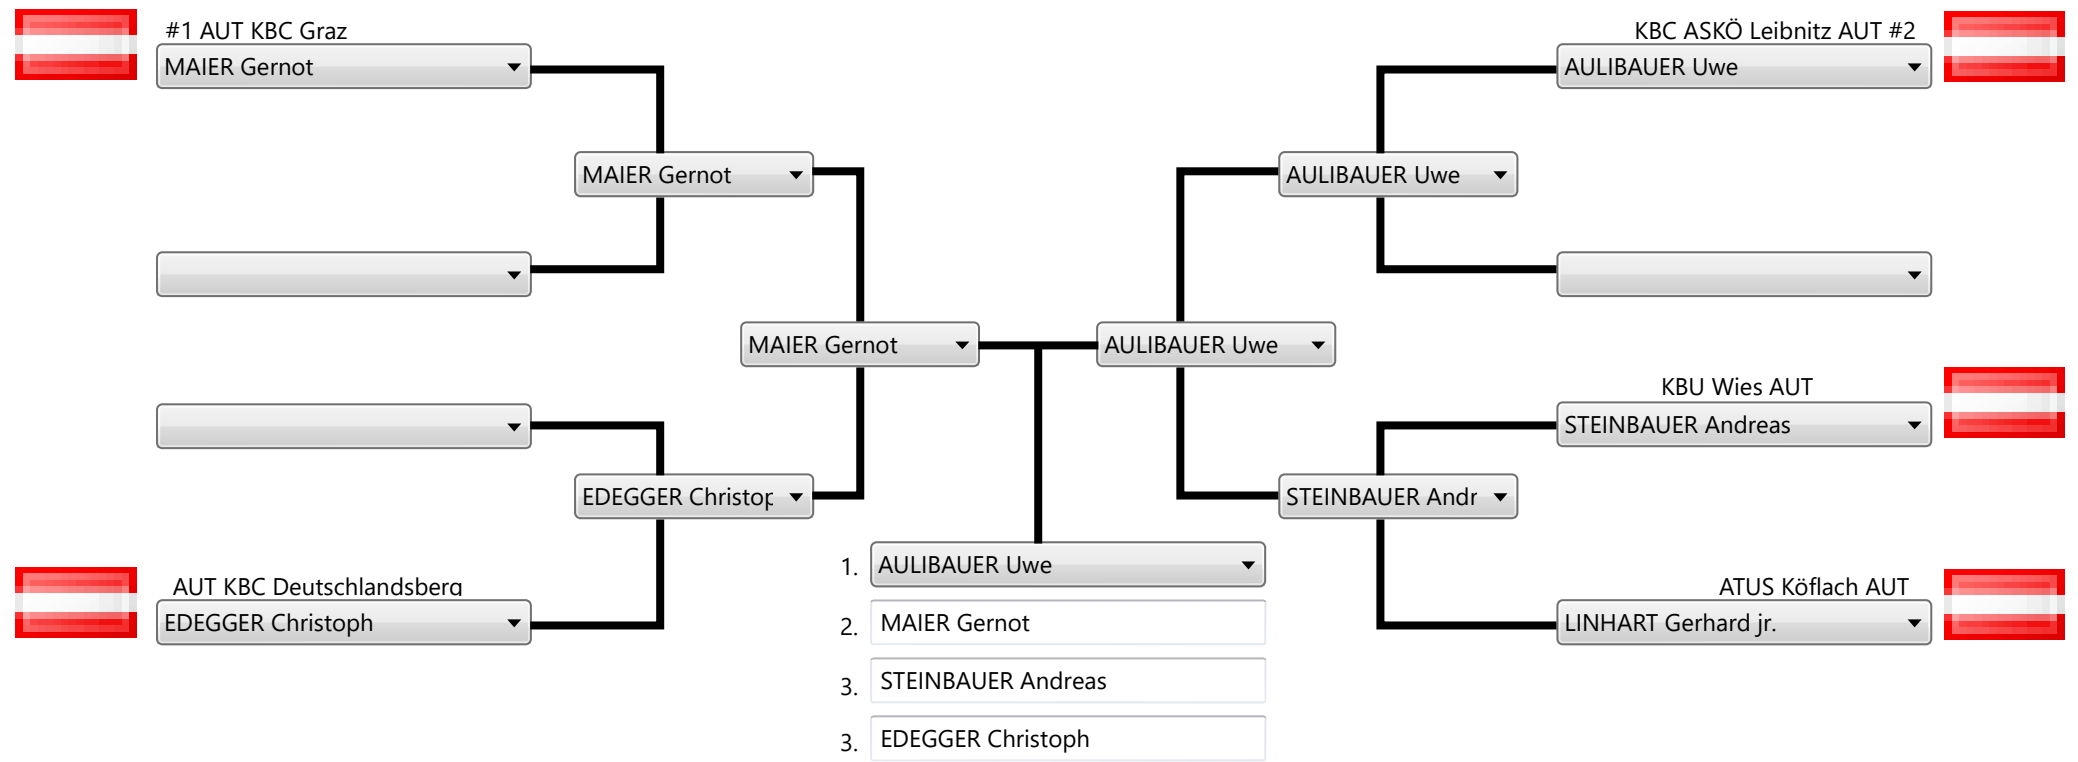 #1 AUT KBC Graz
MAIER Gernot
KBC ASKÖ Leibnitz AUT #2
AULIBAUER Uwe
MAIER Gernot
AULIBAUER Uwe
MAIER Gernot
AULIBAUER Uwe
KBU Wies AUT
STEINBAUER Andreas
EDEGGER Christop
STEINBAUER Andr
AUT KBC Deutschlandsberg
EDEGGER Christoph
ATUS Köflach AUT
LINHART Gerhard jr.
1. AULIBAUER Uwe
2. MAIER Gernot
3. STEINBAUER Andreas
3. EDEGGER Christoph